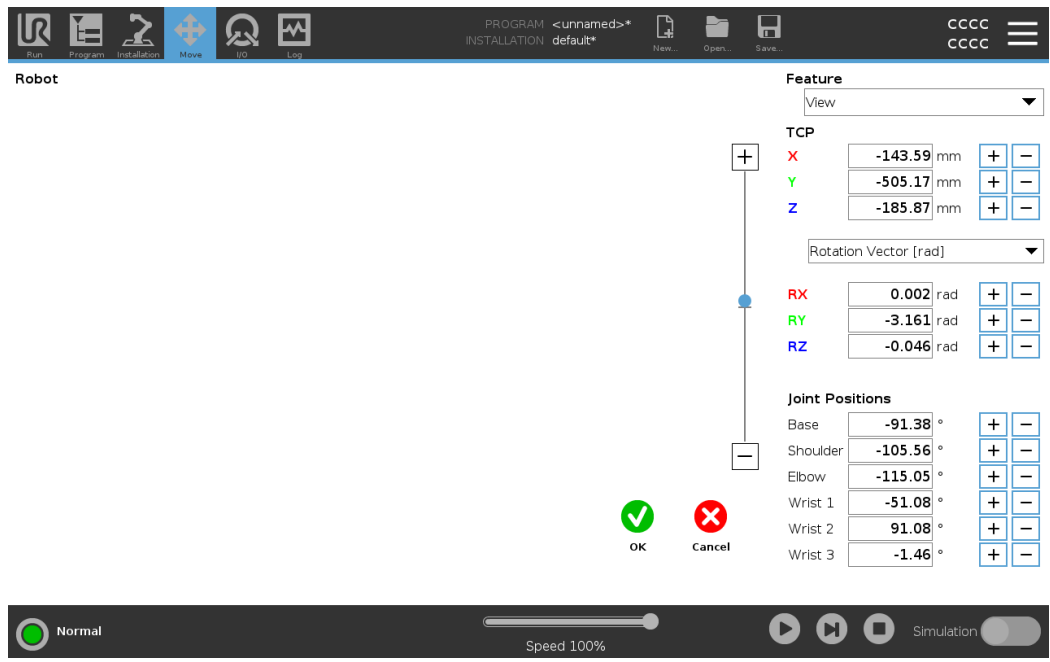 UR
Run
Program
Installation
Move
I/O
Log
PROGRAM <unnamed>*
INSTALLATION default*
New...
Open...
Save...
CCCC
CCCC
Robot
Feature
View
TCP
X -143.59 mm + −
Y -505.17 mm + −
Z -185.87 mm + −
Rotation Vector [rad]
RX 0.002 rad + −
RY -3.161 rad + −
RZ -0.046 rad + −
Joint Positions
Base -91.38 ° + −
Shoulder -105.56 ° + −
Elbow -115.05 ° + −
Wrist 1 -51.08 ° + −
Wrist 2 91.08 ° + −
Wrist 3 -1.46 ° + −
OK
Cancel
Normal
Speed 100%
Simulation